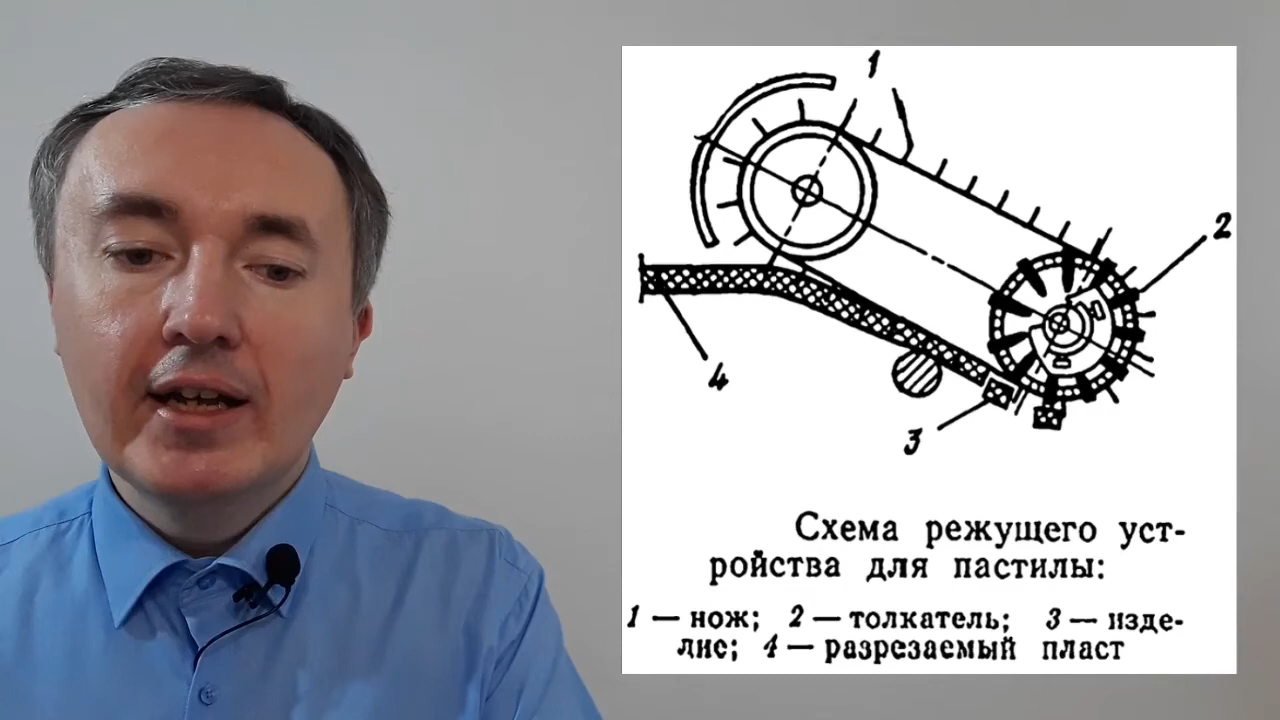 1
2
4
3
Схема режущего уст-
ройства для пастилы:
1 — нож; 2 — толкатель; 3 — изде-
лие; 4 — разрезаемый пласт